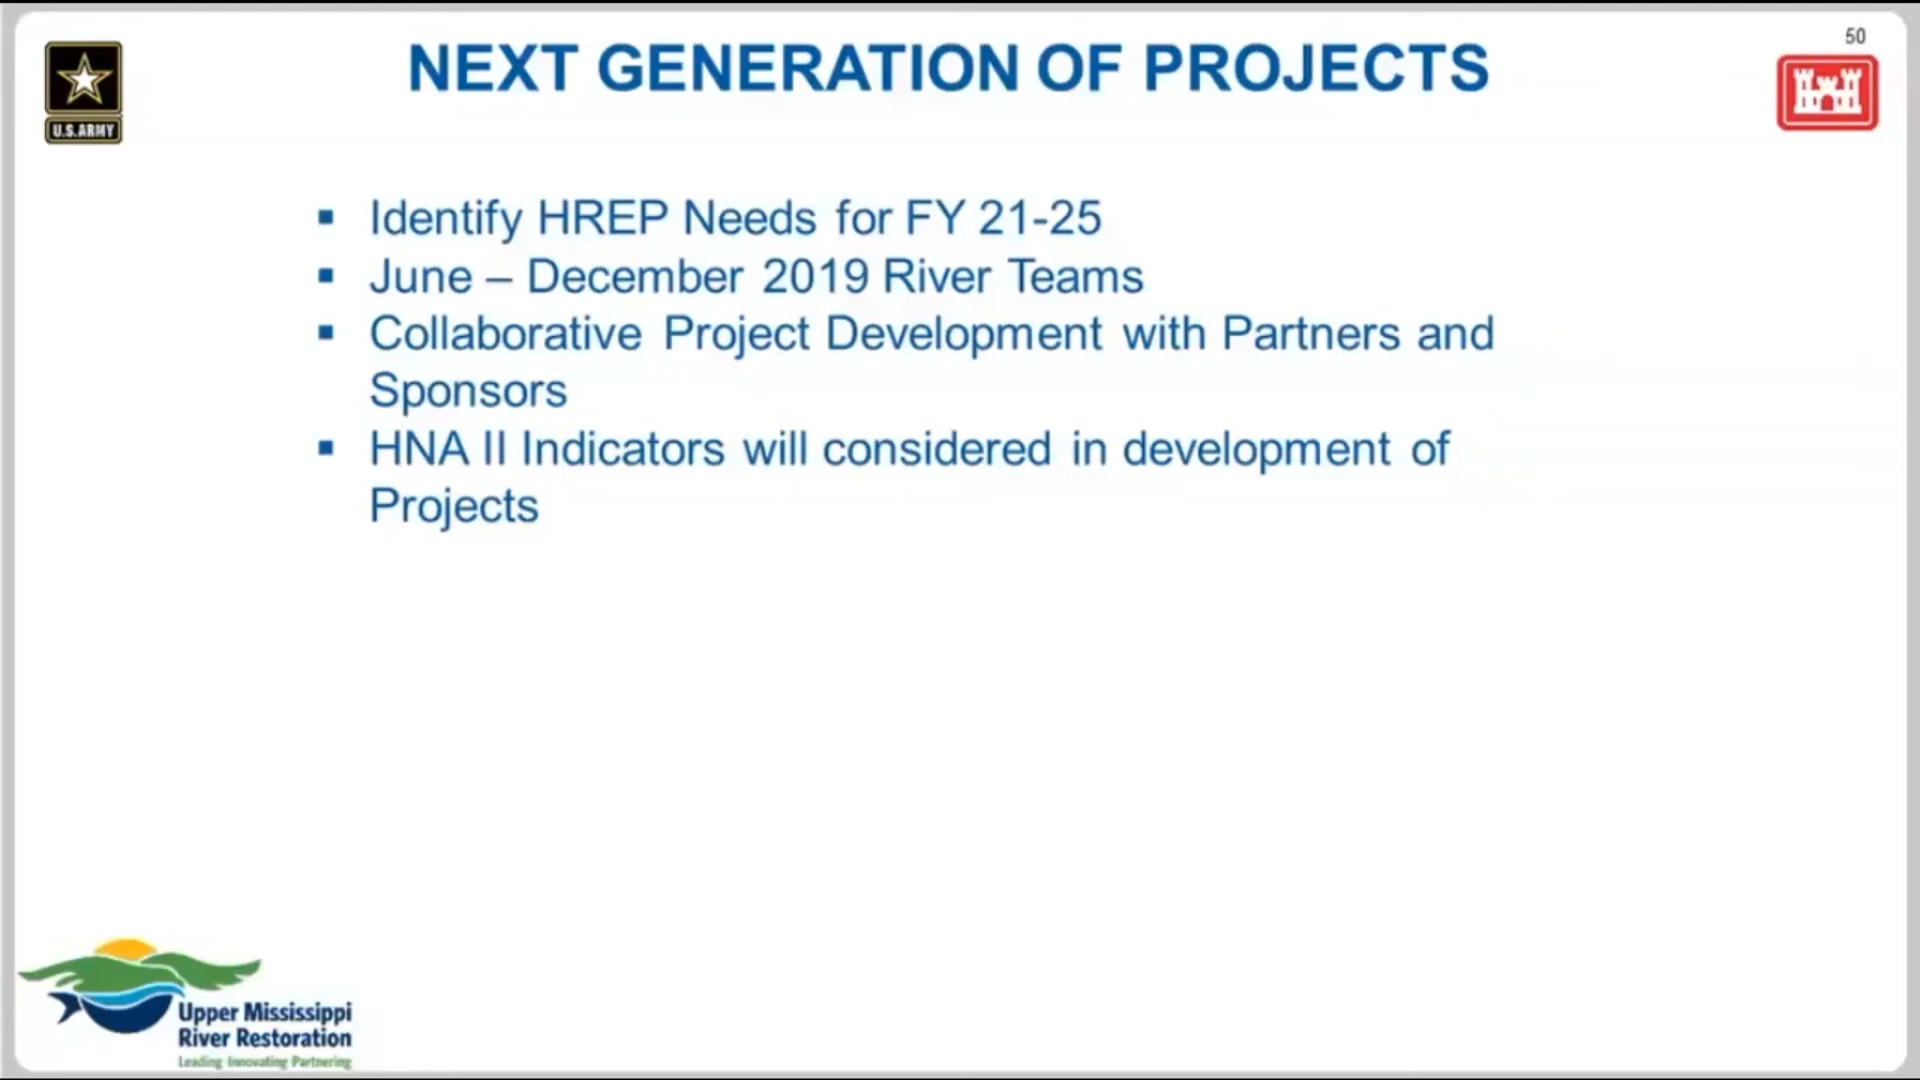 50
NEXT GENERATION OF PROJECTS
U.S.ARMY
▪ Identify HREP Needs for FY 21-25
▪ June – December 2019 River Teams
▪ Collaborative Project Development with Partners and
Sponsors
▪ HNA II Indicators will considered in development of
Projects
Upper Mississippi
River Restoration
Leading Innovating Partnering